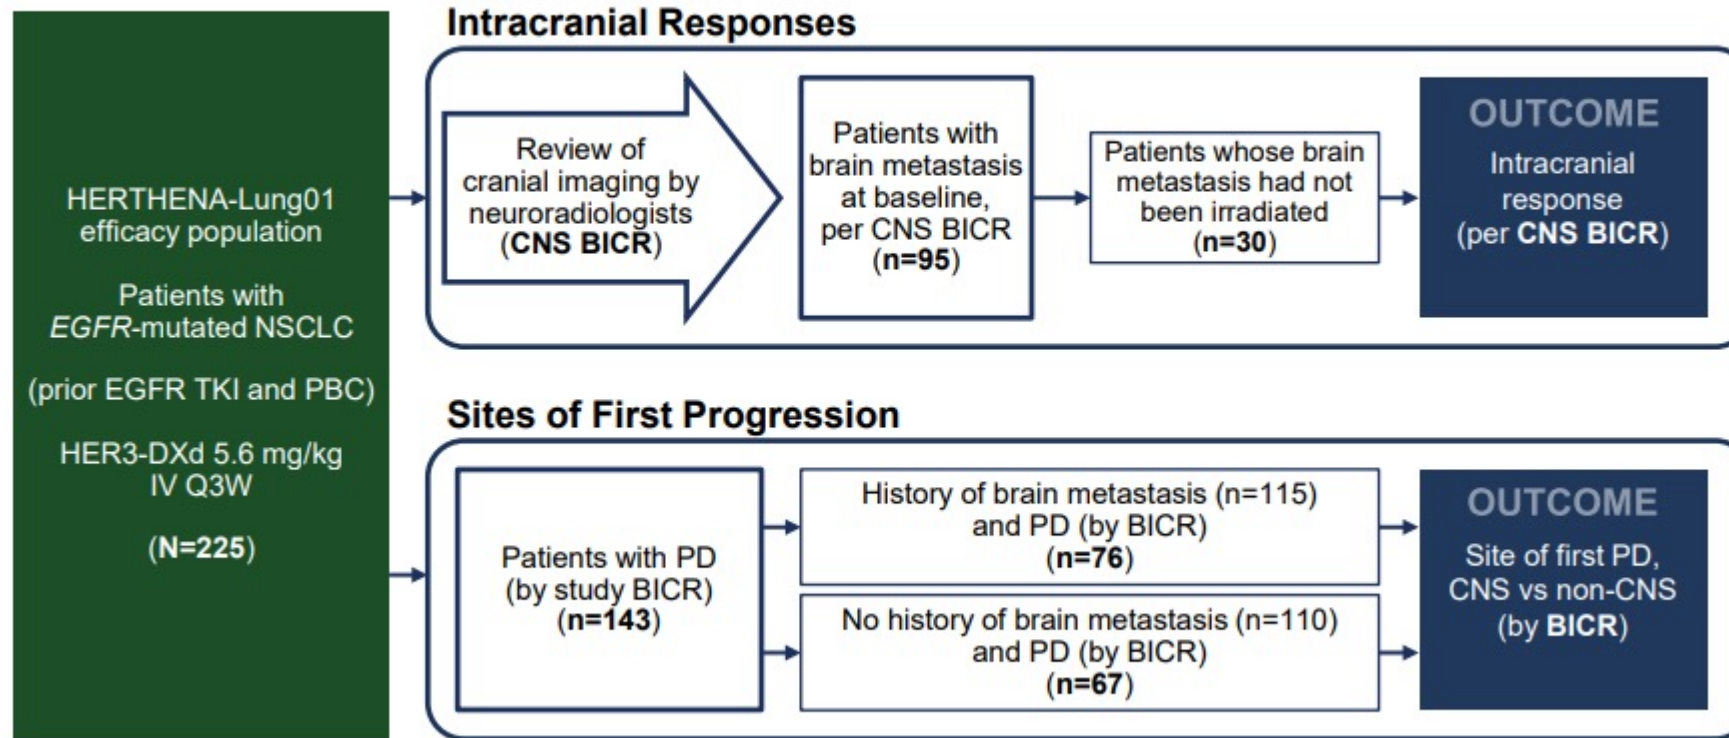 HERTHENA-Lung01
efficacy population
Patients with
EGFR-mutated NSCLC
(prior EGFR TKI and PBC)
HER3-DXd 5.6 mg/kg
IV Q3W
(N=225)
Intracranial Responses
Review of
cranial imaging by
neuroradiologists
(CNS BICR)
Patients with
brain metastasis
at baseline,
per CNS BICR
(n=95)
Patients whose brain
metastasis had not
been irradiated
(n=30)
OUTCOME
Intracranial
response
(per CNS BICR)
Sites of First Progression
Patients with PD
(by study BICR)
(n=143)
History of brain metastasis (n=115)
and PD (by BICR)
(n=76)
No history of brain metastasis (n=110)
and PD (by BICR)
(n=67)
OUTCOME
Site of first PD,
CNS vs non-CNS
(by BICR)